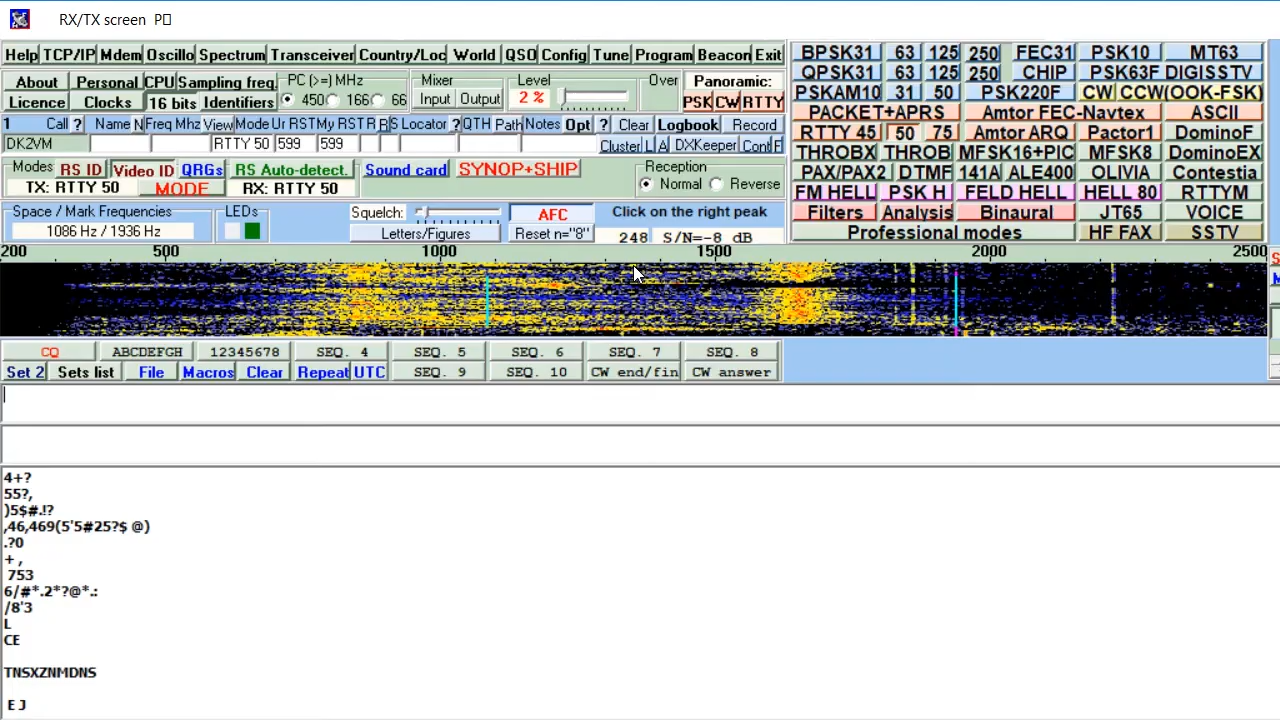 RX/TX screen P
Help TCP/IP Mdem Oscillo Spectrum Transceiver Country/Loc World QSO Config Tune Program Beacon Exit
About Personal CPU Sampling freq. PC (>=) MHz Mixer Level Over Panoramic:
Licence Clocks 16 bits Identifiers 450 166 66 Input Output 2 % PSK CW RTTY
1 Call ? Name N Freq Mhz View Mode Ur RST My RST R B S Locator ? QTH Path Notes Opt ? Clear Logbook Record
DK2VM RTTY 50 599 599 Cluster L A DXKeeper Conf F
Modes RS ID Video ID QRGs RS Auto-detect. Sound card SYNOP+SHIP Reception
TX: RTTY 50 MODE RX: RTTY 50 Normal Reverse
Space / Mark Frequencies LEDs Squelch: AFC Click on the right peak
1086 Hz / 1936 Hz Letters/Figures Reset n="8" 248 S/N=-8 dB
BPSK31 63 125 250 FEC31 PSK10 MT63
QPSK31 63 125 250 CHIP PSK63F DIGISSTV
PSKAM10 31 50 PSK220F CW CCW(OOK-FSK)
PACKET+APRS Amtor FEC-Navtex ASCII
RTTY 45 50 75 Amtor ARQ Pactor1 DominoF
THROBX THROB MFSK16+PIC MFSK8 DominoEX
PAX/PAX2 DTMF 141A ALE400 OLIVIA Contestia
FM HELL PSK H FELD HELL HELL 80 RTTYM
Filters Analysis Binaural JT65 VOICE
Professional modes HF FAX SSTV
200 500 1000 1500 2000 2500
CQ ABCDEFGH 12345678 SEQ. 4 SEQ. 5 SEQ. 6 SEQ. 7 SEQ. 8
Set 2 Sets list File Macros Clear Repeat UTC SEQ. 9 SEQ. 10 CW end/fin CW answer
4+?
55?,
)5$#.!?
,46,469(5'5#25?$ @)
.?0
+ ,
753
6/#*.2*?@*.:
/8'3
L
CE
TNSXZNMDNS
E J